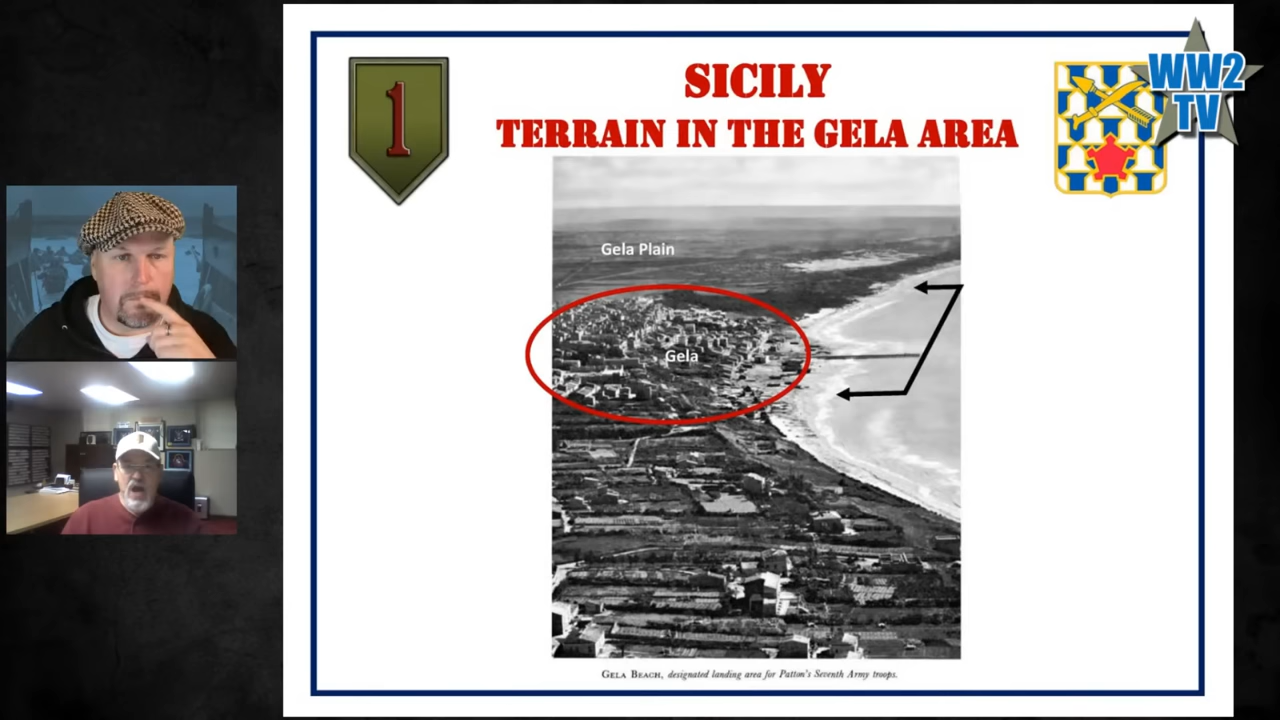 SICILY
TERRAIN IN THE GELA AREA
1
WW2
TV
Gela Plain
Gela
GELA BEACH, designated landing area for Patton's Seventh Army troops.